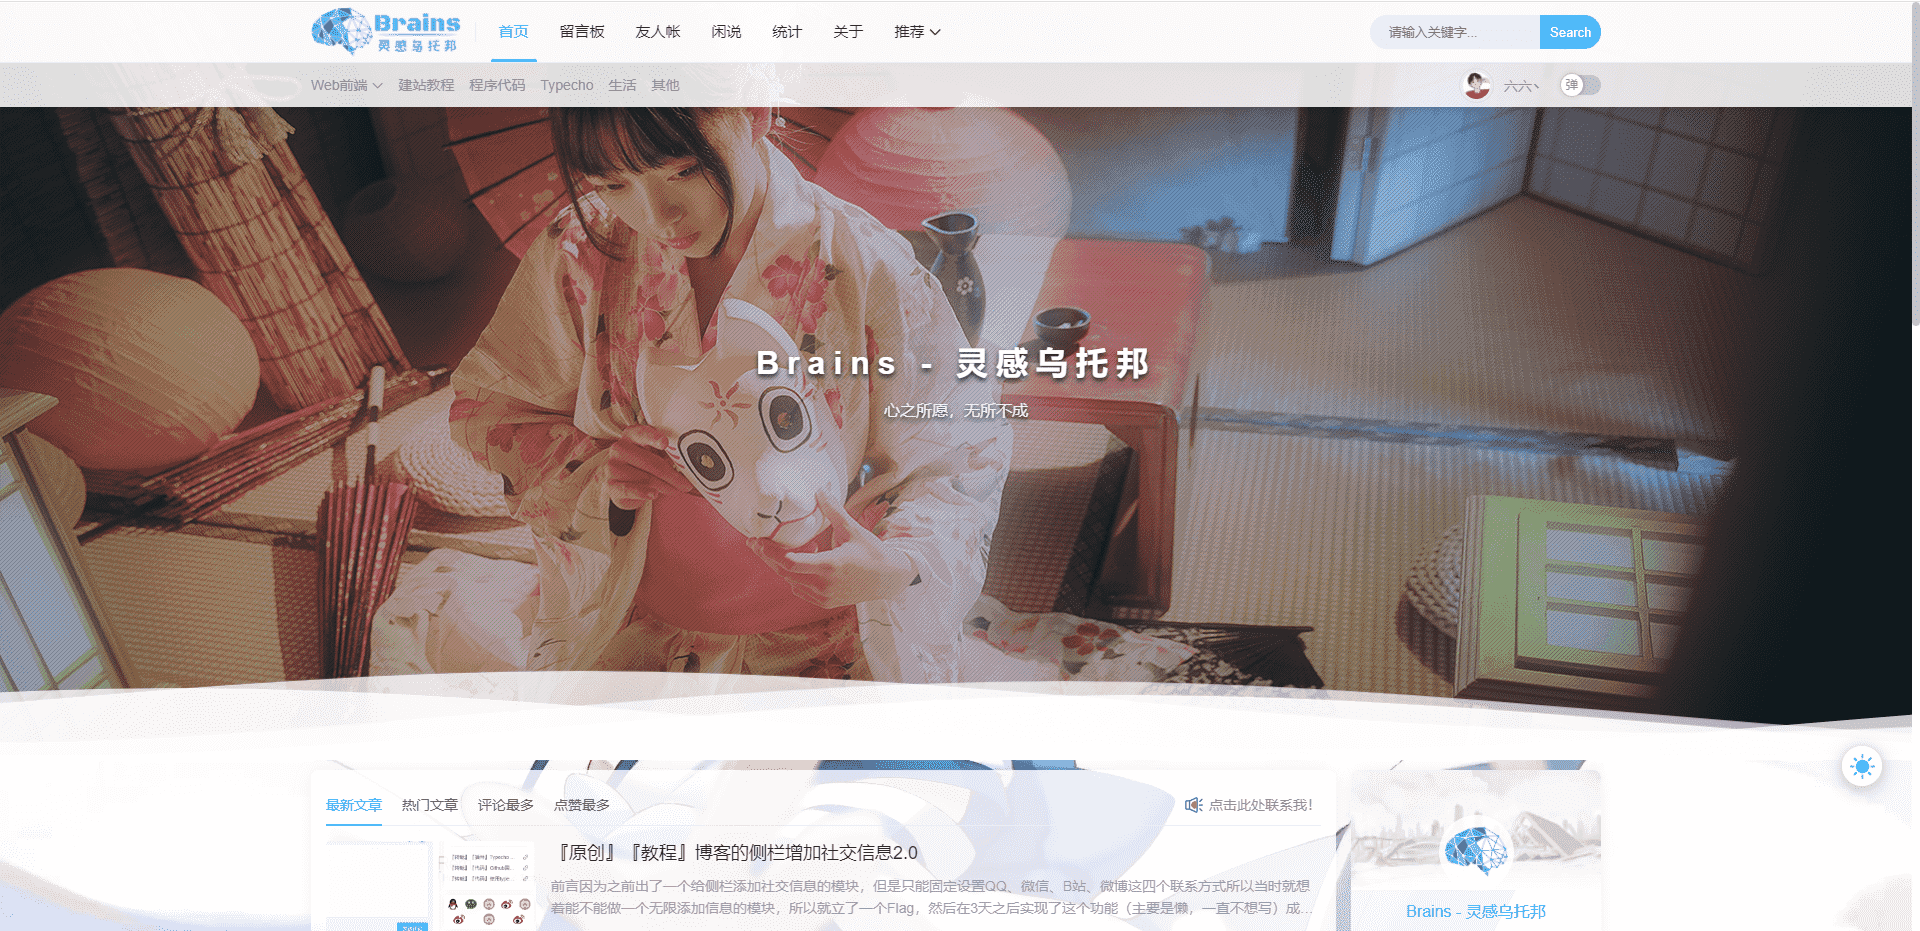 Brains
灵感乌托邦
首页 留言板 友人帐 闲说 统计 关于 推荐
请输入关键字... Search
Web前端 建站教程 程序代码 Typecho 生活 其他
六六、 弹
Brains - 灵感乌托邦
心之所愿，无所不成
最新文章 热门文章 评论最多 点赞最多
点击此处联系我！
『原创』『教程』博客的侧栏增加社交信息2.0
前言因为之前出了一个给侧栏添加社交信息的模块，但是只能固定设置QQ、微信、B站、微博这四个联系方式所以当时就想
着能不能做一个无限添加信息的模块，所以就立了一个Flag，然后在3天之后实现了这个功能（主要是懒，一直不想写）成...
Brains - 灵感乌托邦